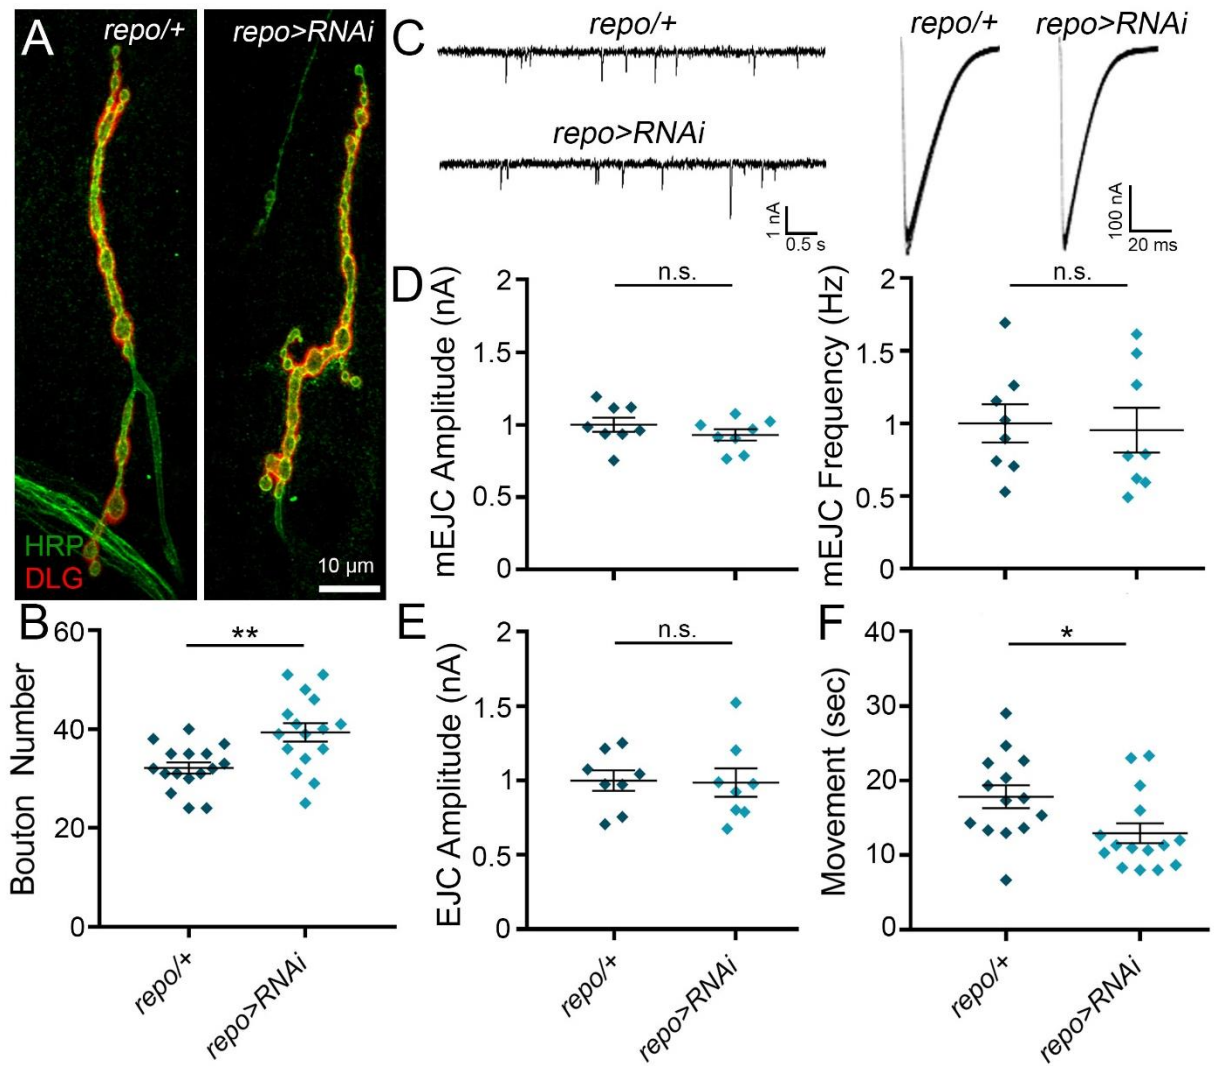 A
repo/+
repo>RNAi
HRP
DLG
10 µm
C
repo/+
repo>RNAi
1 nA
0.5 s
repo/+
repo>RNAi
100 nA
20 ms
D
mEJC Amplitude (nA)
2
1.5
1
0.5
0
n.s.
mEJC Frequency (Hz)
2
1.5
1
0.5
0
n.s.
B
Bouton Number
60
40
20
0
**
repo/+
repo>RNAi
E
EJC Amplitude (nA)
2
1.5
1
0.5
0
n.s.
repo/+
repo>RNAi
F
Movement (sec)
40
30
20
10
0
*
repo/+
repo>RNAi